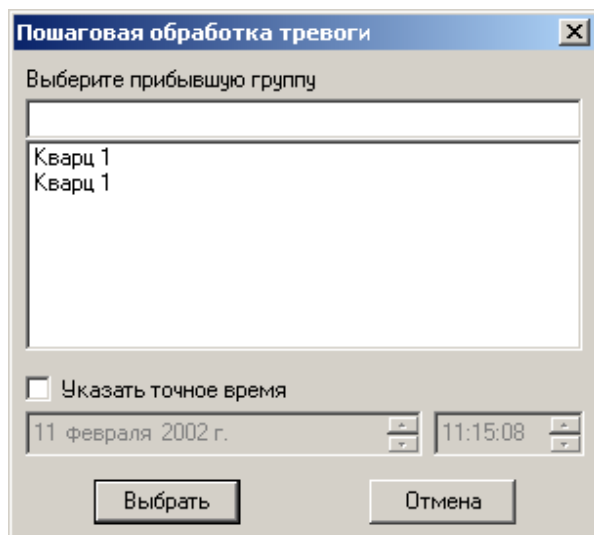 Пошаговая обработка тревоги
Выберите прибывшую группу
Кварц 1
Кварц 1
Указать точное время
11 февраля 2002 г. 11:15:08
Выбрать Отмена